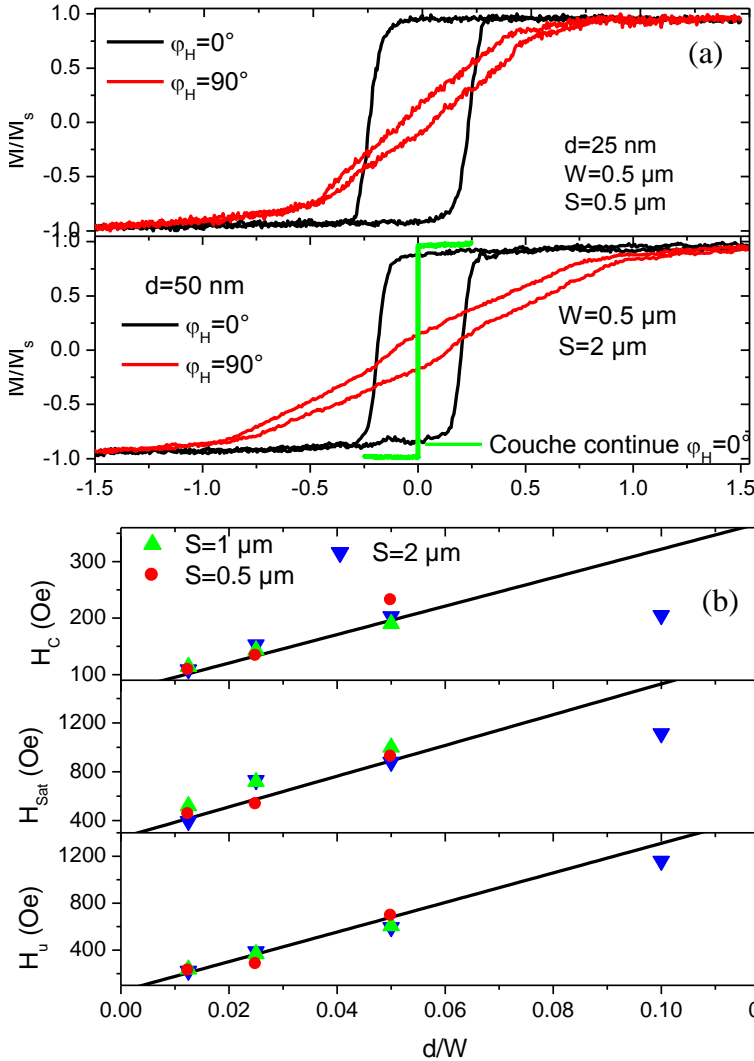 1.0
0.5
0.0
-0.5
-1.0
M/Ms
φH=0°
φH=90°
(a)
d=25 nm
W=0.5 µm
S=0.5 µm
1.0
0.5
0.0
-0.5
-1.0
M/Ms
d=50 nm
φH=0°
φH=90°
W=0.5 µm
S=2 µm
Couche continue φH=0°
-1.5 -1.0 -0.5 0.0 0.5 1.0 1.5
S=1 µm
S=2 µm
S=0.5 µm
(b)
300
200
100
HC (Oe)
1200
800
400
HSat (Oe)
1200
800
400
Hu (Oe)
0.00 0.02 0.04 0.06 0.08 0.10
d/W